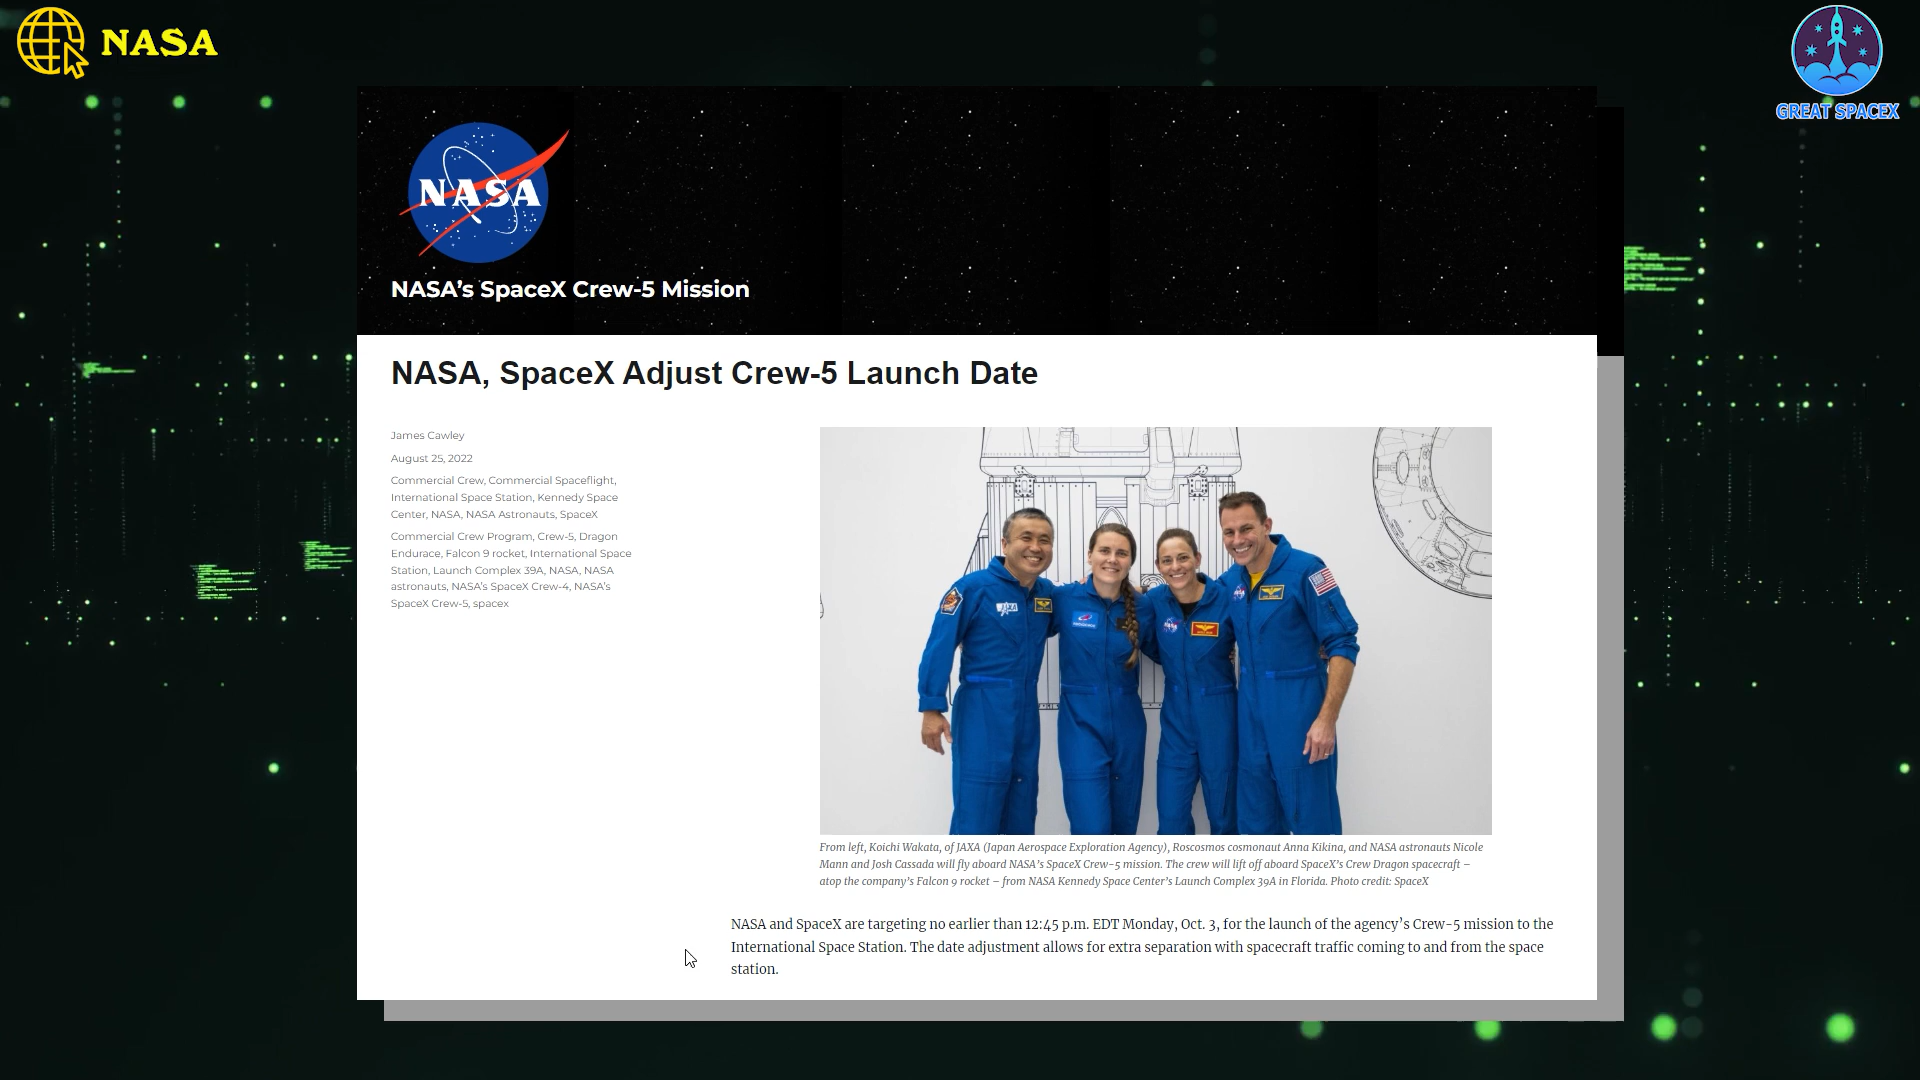 NASA
GREAT SPACEX
NASA
NASA's SpaceX Crew-5 Mission
NASA, SpaceX Adjust Crew-5 Launch Date
James Cawley
August 25, 2022
Commercial Crew, Commercial Spaceflight,
International Space Station, Kennedy Space
Center, NASA, NASA Astronauts, SpaceX
Commercial Crew Program, Crew-5, Dragon
Endurace, Falcon 9 rocket, International Space
Station, Launch Complex 39A, NASA, NASA
astronauts, NASA's SpaceX Crew-4, NASA's
SpaceX Crew-5, spacex
JAXA
From left, Koichi Wakata, of JAXA (Japan Aerospace Exploration Agency), Roscosmos cosmonaut Anna Kikina, and NASA astronauts Nicole
Mann and Josh Cassada will fly aboard NASA's SpaceX Crew-5 mission. The crew will lift off aboard SpaceX's Crew Dragon spacecraft –
atop the company's Falcon 9 rocket – from NASA Kennedy Space Center's Launch Complex 39A in Florida. Photo credit: SpaceX
NASA and SpaceX are targeting no earlier than 12:45 p.m. EDT Monday, Oct. 3, for the launch of the agency's Crew-5 mission to the
International Space Station. The date adjustment allows for extra separation with spacecraft traffic coming to and from the space
station.